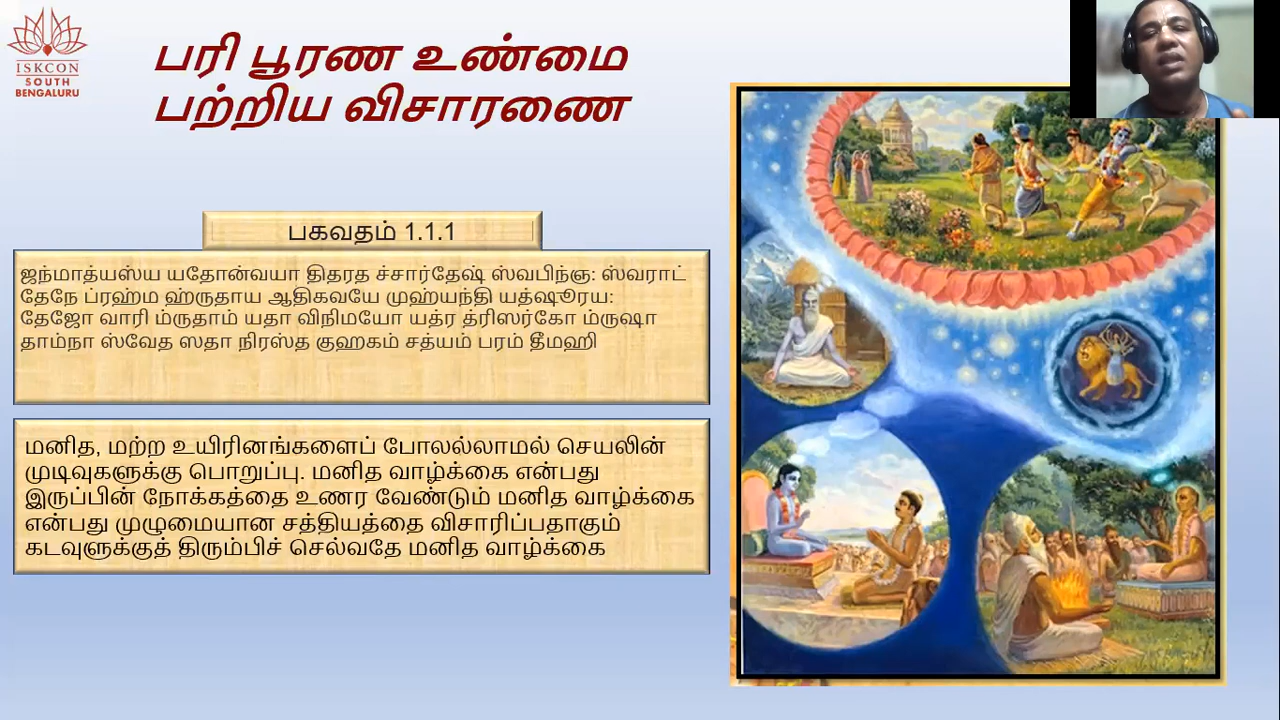 ISKCON
SOUTH
BENGALURU
பரி பூரண உண்மை
பற்றிய விசாரணை
பகவதம் 1.1.1
ஜந்மாத்யஸ்ய யதோன்வயா திதரத ச்சார்தேஷ் ஸ்வபிந்ஞ: ஸ்வராட்
தேநே ப்ரஹ்ம ஹ்ருதாய ஆதிகவயே முஹ்யந்தி யத்ஷூரய:
தேஜோ வாரி ம்ருதாம் யதா விநிமயோ யத்ர த்ரிஸர்கோ ம்ருஷா
தாம்நா ஸ்வேத ஸதா நிரஸ்த குஹகம் சத்யம் பரம் தீமஹி
மனித, மற்ற உயிரினங்களைப் போலல்லாமல் செயலின்
முடிவுகளுக்கு பொறுப்பு. மனித வாழ்க்கை என்பது
இருப்பின் நோக்கத்தை உணர வேண்டும் மனித வாழ்க்கை
என்பது முழுமையான சத்தியத்தை விசாரிப்பதாகும்
கடவுளுக்குத் திரும்பிச் செல்வதே மனித வாழ்க்கை